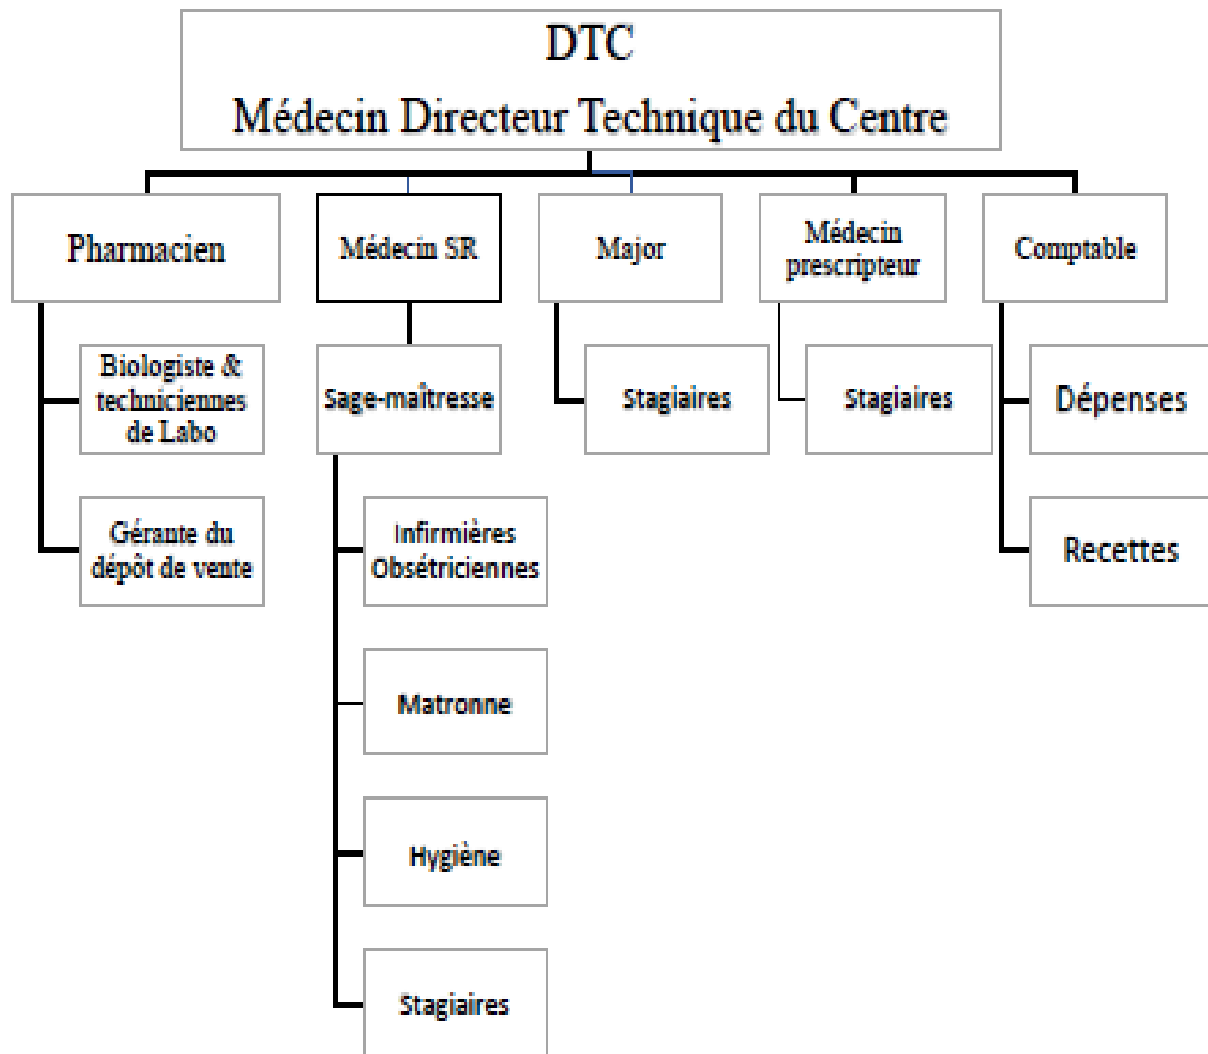 DTC
Médecin Directeur Technique du Centre
Pharmacien
Médecin SR
Major
Médecin
prescripteur
Comptable
Biologiste &
techniciennes
de Labo
Sage-maîtresse
Stagiaires
Stagiaires
Dépenses
Gérante du
dépôt de vente
Infirmières
Obsétriciennes
Recettes
Matronne
Hygiène
Stagiaires